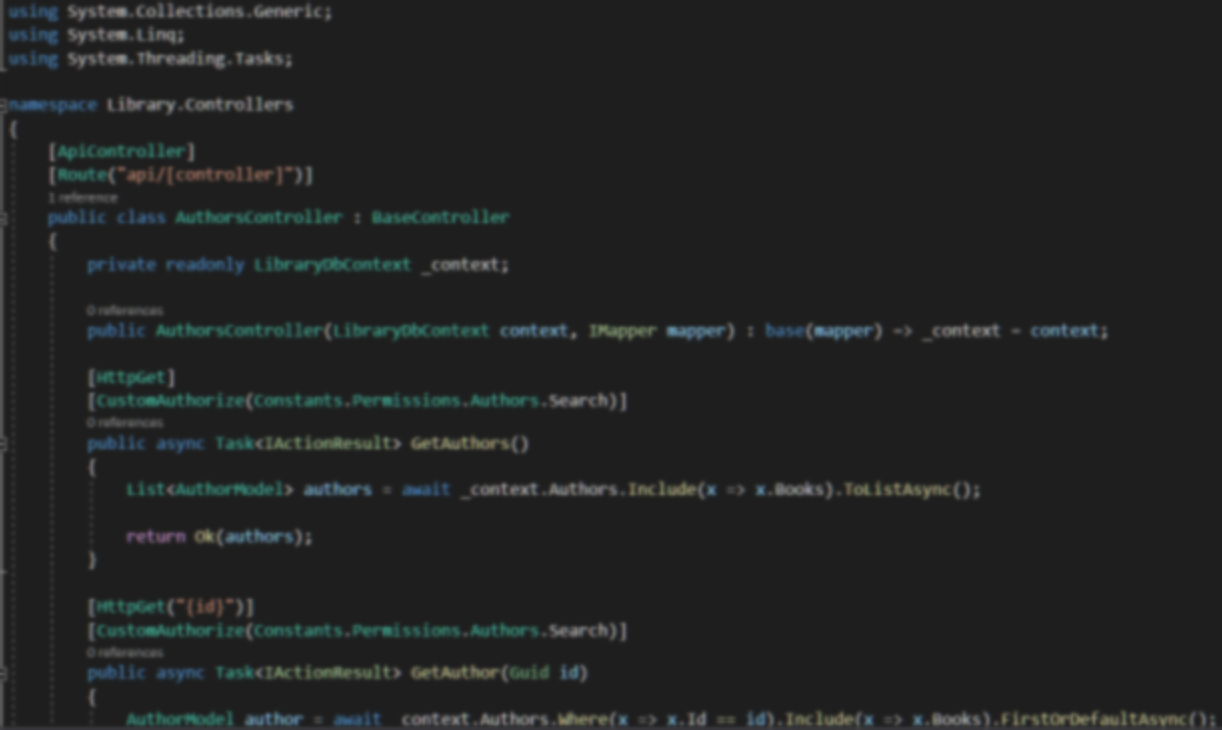 using System.Collections.Generic;
using System.Linq;
using System.Threading.Tasks;
namespace Library.Controllers
{
[ApiController]
[Route("api/[controller]")]
1 reference
public class AuthorsController : BaseController
{
private readonly LibraryDbContext _context;
0 references
public AuthorsController(LibraryDbContext context, IMapper mapper) : base(mapper) => _context = context;
[HttpGet]
[CustomAuthorize(Constants.Permissions.Authors.Search)]
0 references
public async Task<IActionResult> GetAuthors()
{
List<AuthorModel> authors = await _context.Authors.Include(x => x.Books).ToListAsync();
return Ok(authors);
}
[HttpGet("{id}")]
[CustomAuthorize(Constants.Permissions.Authors.Search)]
0 references
public async Task<IActionResult> GetAuthor(Guid id)
{
AuthorModel author = await _context.Authors.Where(x => x.Id == id).Include(x => x.Books).FirstOrDefaultAsync();